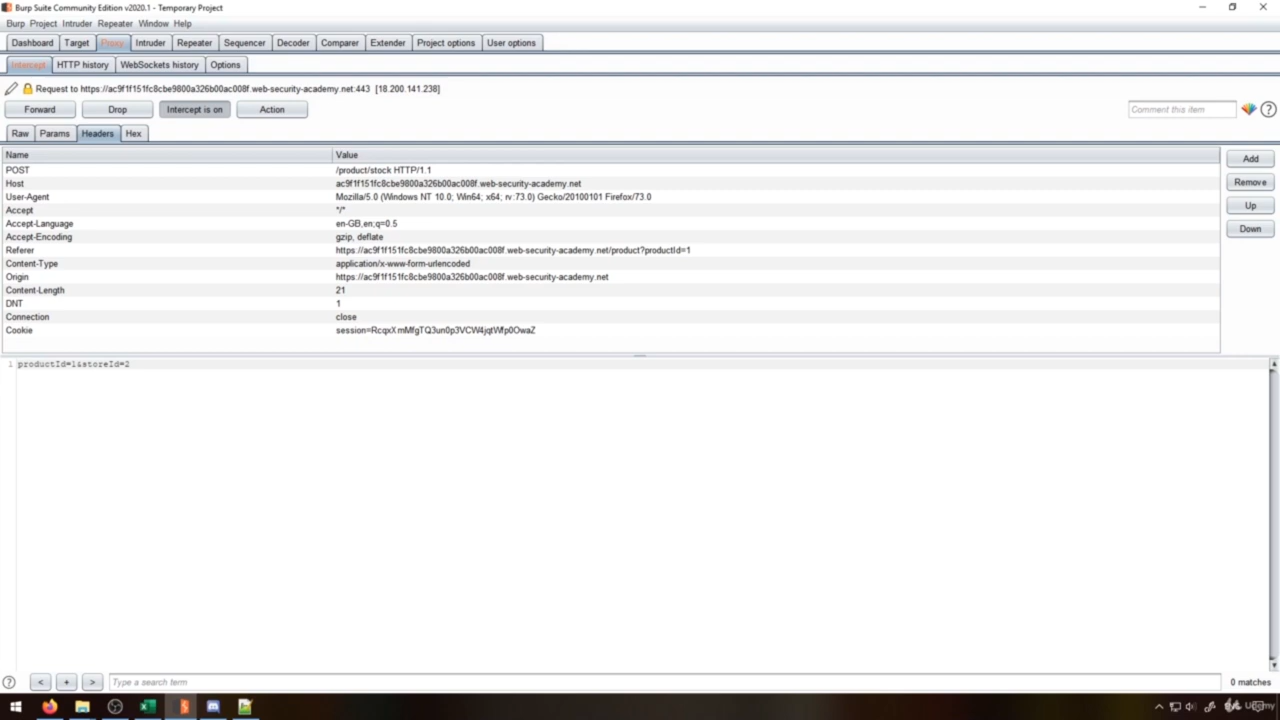 Burp Suite Community Edition v2020.1 - Temporary Project
Burp Project Intruder Repeater Window Help
Dashboard Target Proxy Intruder Repeater Sequencer Decoder Comparer Extender Project options User options
Intercept HTTP history WebSockets history Options
Request to https://ac9f1f151fc8cbe9800a326b00ac008f.web-security-academy.net:443 [18.200.141.238]
Forward Drop Intercept is on Action Comment this item ?
Raw Params Headers Hex
Name Value Add
POST /product/stock HTTP/1.1
Host ac9f1f151fc8cbe9800a326b00ac008f.web-security-academy.net Remove
User-Agent Mozilla/5.0 (Windows NT 10.0; Win64; x64; rv:73.0) Gecko/20100101 Firefox/73.0
Accept */* Up
Accept-Language en-GB,en;q=0.5 Down
Accept-Encoding gzip, deflate
Referer https://ac9f1f151fc8cbe9800a326b00ac008f.web-security-academy.net/product?productId=1
Content-Type application/x-www-form-urlencoded
Origin https://ac9f1f151fc8cbe9800a326b00ac008f.web-security-academy.net
Content-Length 21
DNT 1
Connection close
Cookie session=RcqxXmMfgTQ3un0p3VCW4jqtWfp0OwaZ
1 productId=1&storeId=2
? < + > Type a search term 0 matches
Udemy